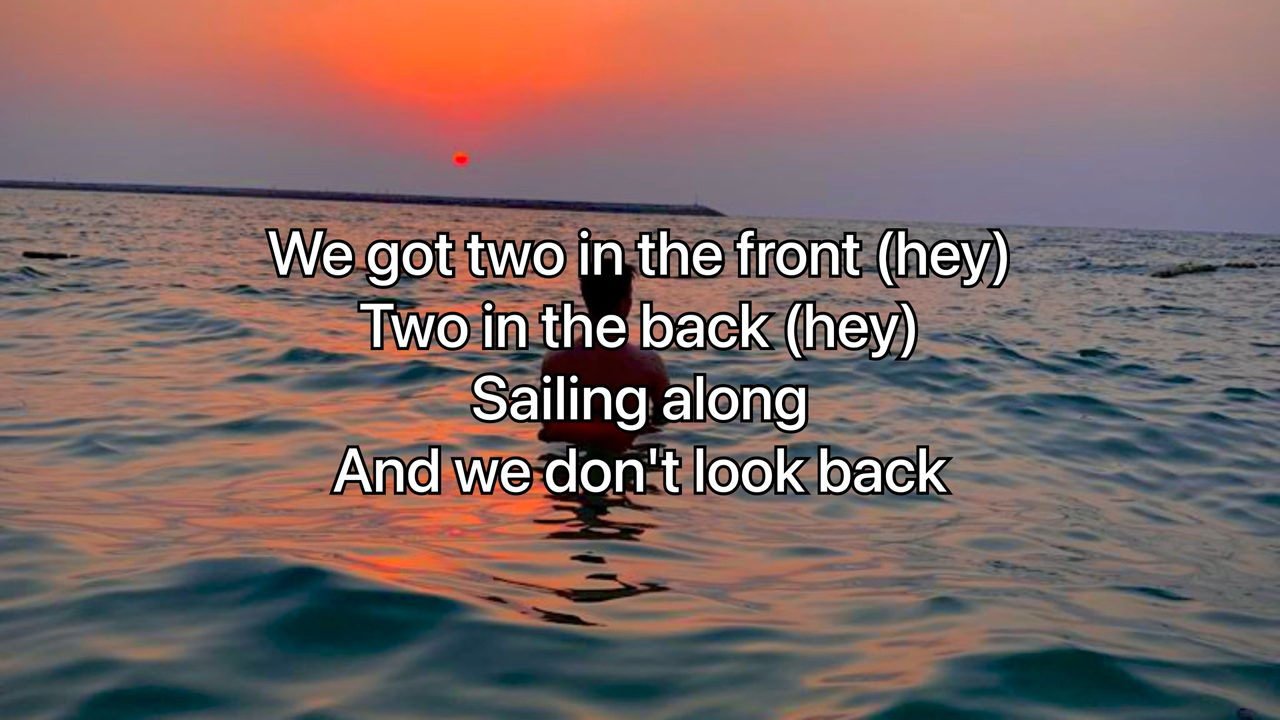 We got two in the front (hey)
Two in the back (hey)
Sailing along
And we don't look back